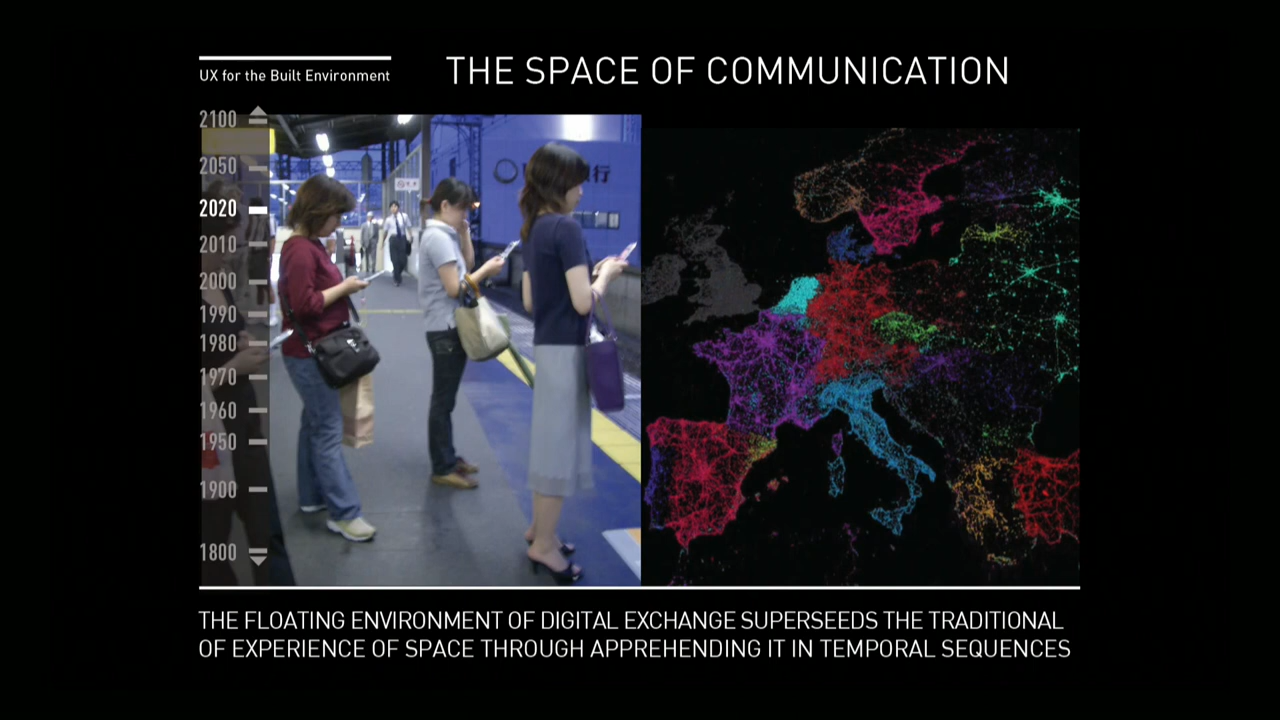 UX for the Built Environment
THE SPACE OF COMMUNICATION
2100
2050
2020
2010
2000
1990
1980
1970
1960
1950
1900
1800
行
THE FLOATING ENVIRONMENT OF DIGITAL EXCHANGE SUPERSEEDS THE TRADITIONAL
OF EXPERIENCE OF SPACE THROUGH APPREHENDING IT IN TEMPORAL SEQUENCES